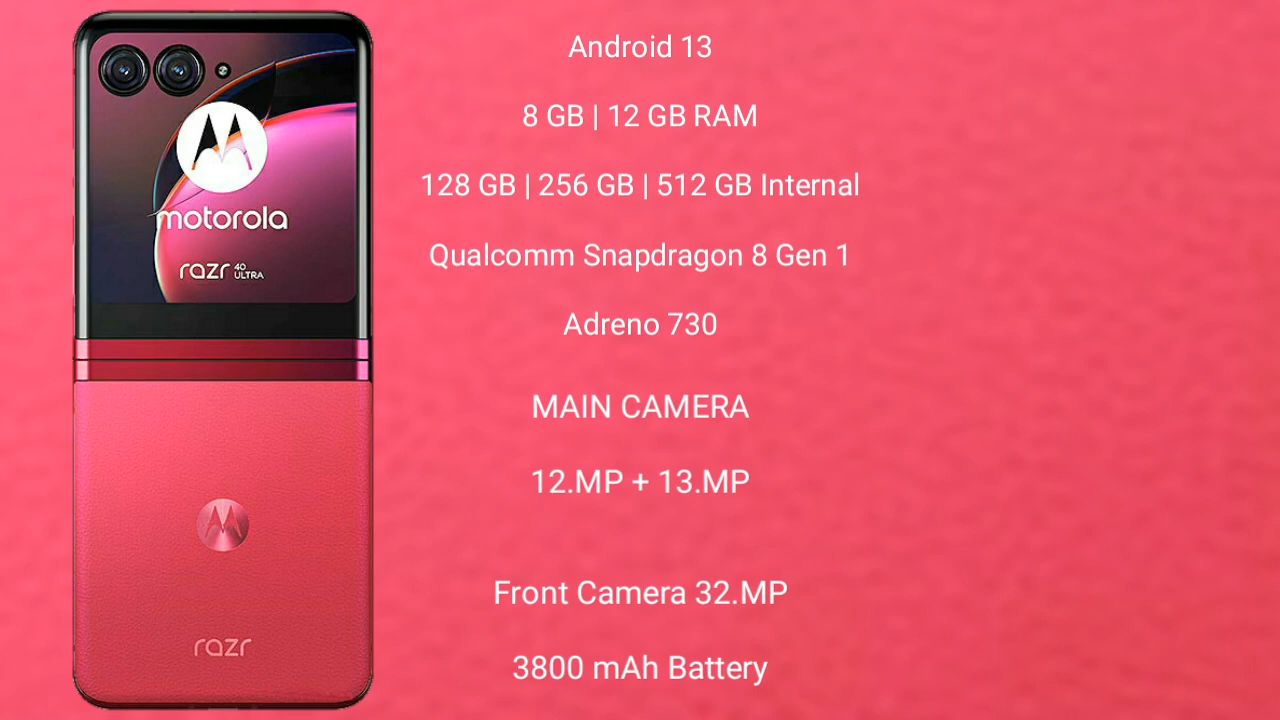 motorola
razr 40 ULTRA
razr
Android 13
8 GB | 12 GB RAM
128 GB | 256 GB | 512 GB Internal
Qualcomm Snapdragon 8 Gen 1
Adreno 730
MAIN CAMERA
12.MP + 13.MP
Front Camera 32.MP
3800 mAh Battery